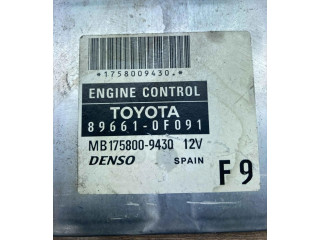 *1758009430.*
ENGINE CONTROL
TOYOTA
89661-0F091
MB175800-9430 12V
DENSO SPAIN F9